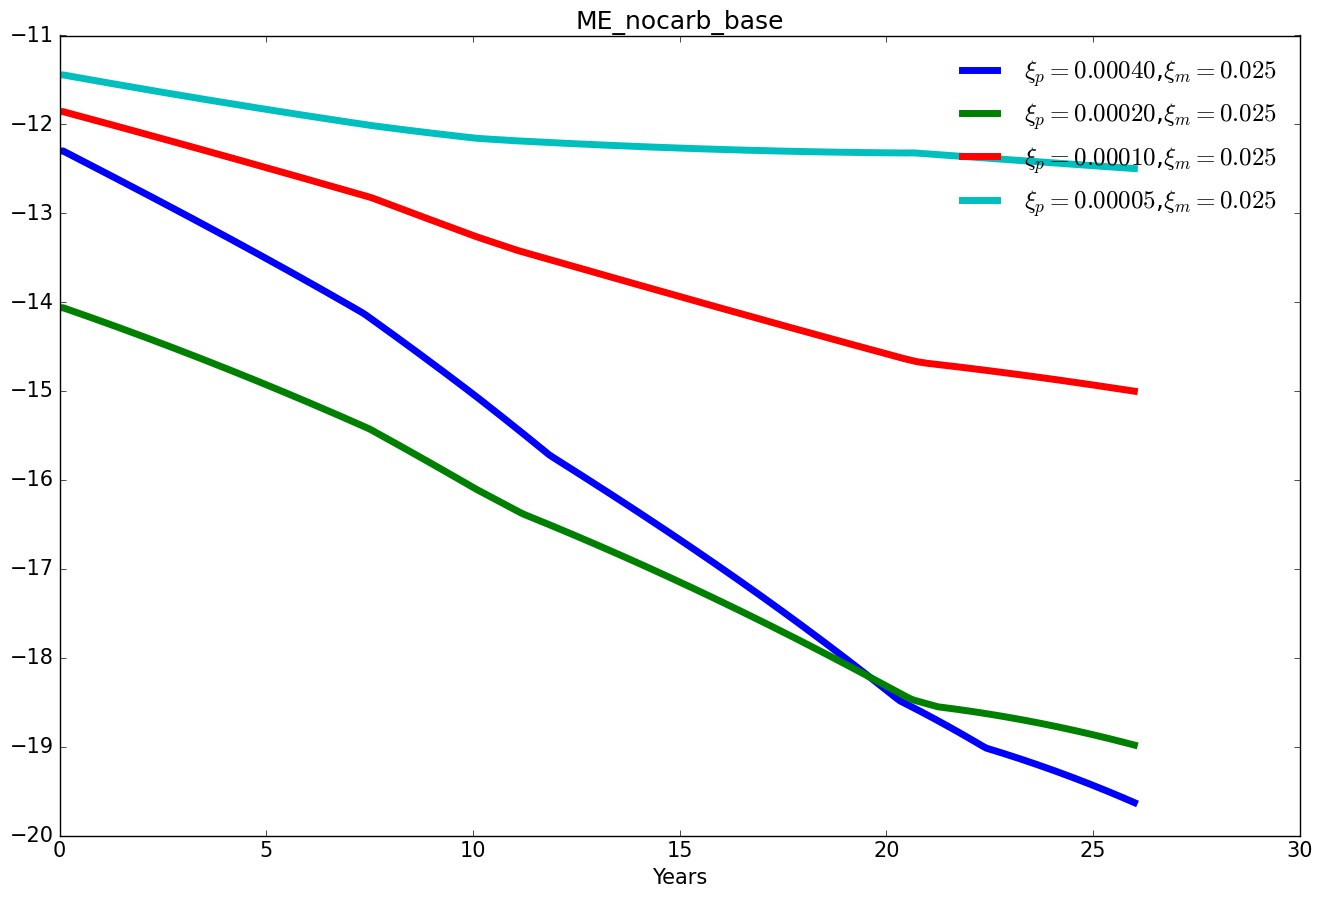 ME_nocarb_base
−11
−12
−13
−14
−15
−16
−17
−18
−19
−20
ξp = 0.00040,ξm = 0.025
ξp = 0.00020,ξm = 0.025
ξp = 0.00010,ξm = 0.025
ξp = 0.00005,ξm = 0.025
0 5 10 15 20 25 30
Years